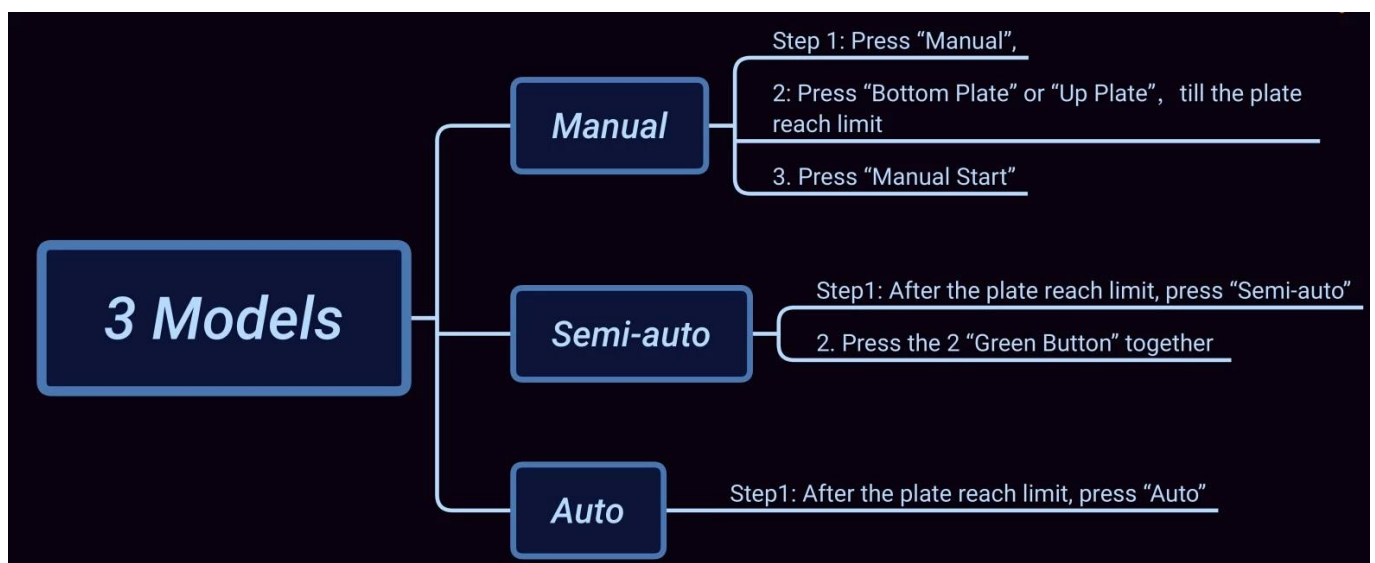 3 Models
Manual
Step 1: Press “Manual”,
2: Press “Bottom Plate” or “Up Plate”，till the plate
reach limit
3. Press “Manual Start”
Semi-auto
Step1: After the plate reach limit, press “Semi-auto”
2. Press the 2 “Green Button” together
Auto
Step1: After the plate reach limit, press “Auto”